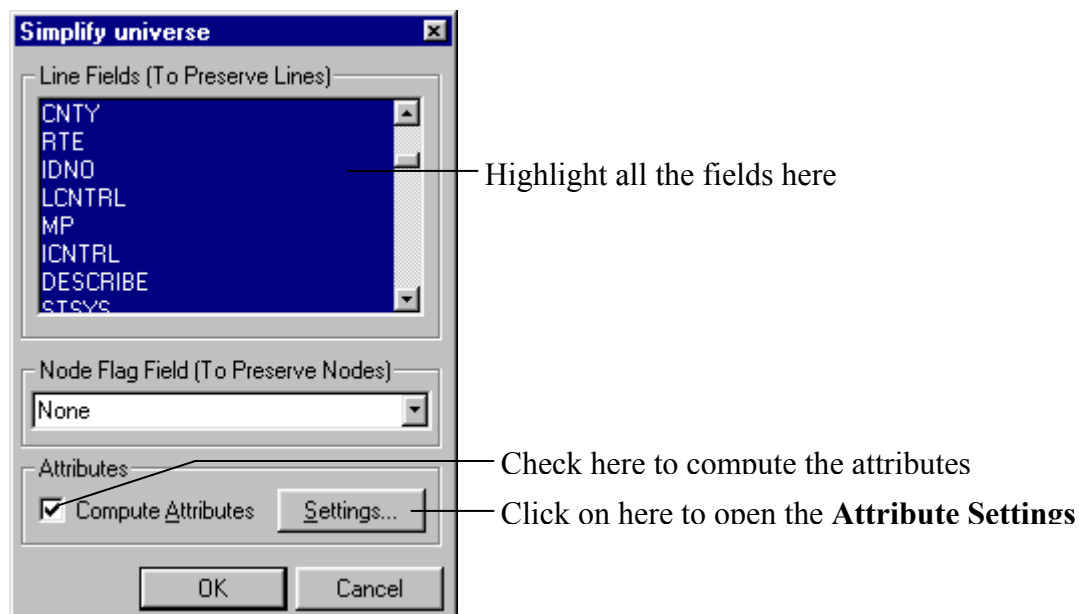 Simplify universe
Line Fields (To Preserve Lines)
CNTY
RTE
IDNO
LCNTRL
MP
ICNTRL
DESCRIBE
STSYS
Highlight all the fields here
Node Flag Field (To Preserve Nodes)
None
Attributes
Compute Attributes
Settings...
Check here to compute the attributes
Click on here to open the Attribute Settings
OK
Cancel